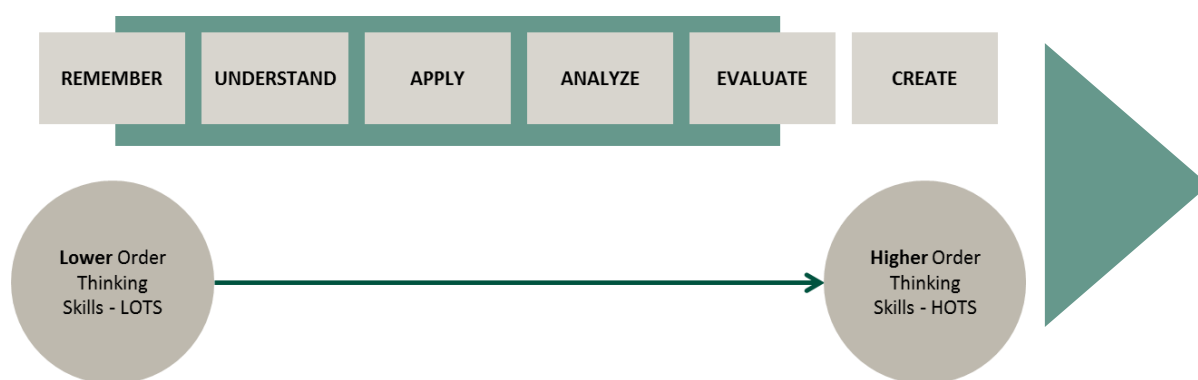 REMEMBER
UNDERSTAND
APPLY
ANALYZE
EVALUATE
CREATE
Lower Order
Thinking
Skills - LOTS
Higher Order
Thinking
Skills - HOTS